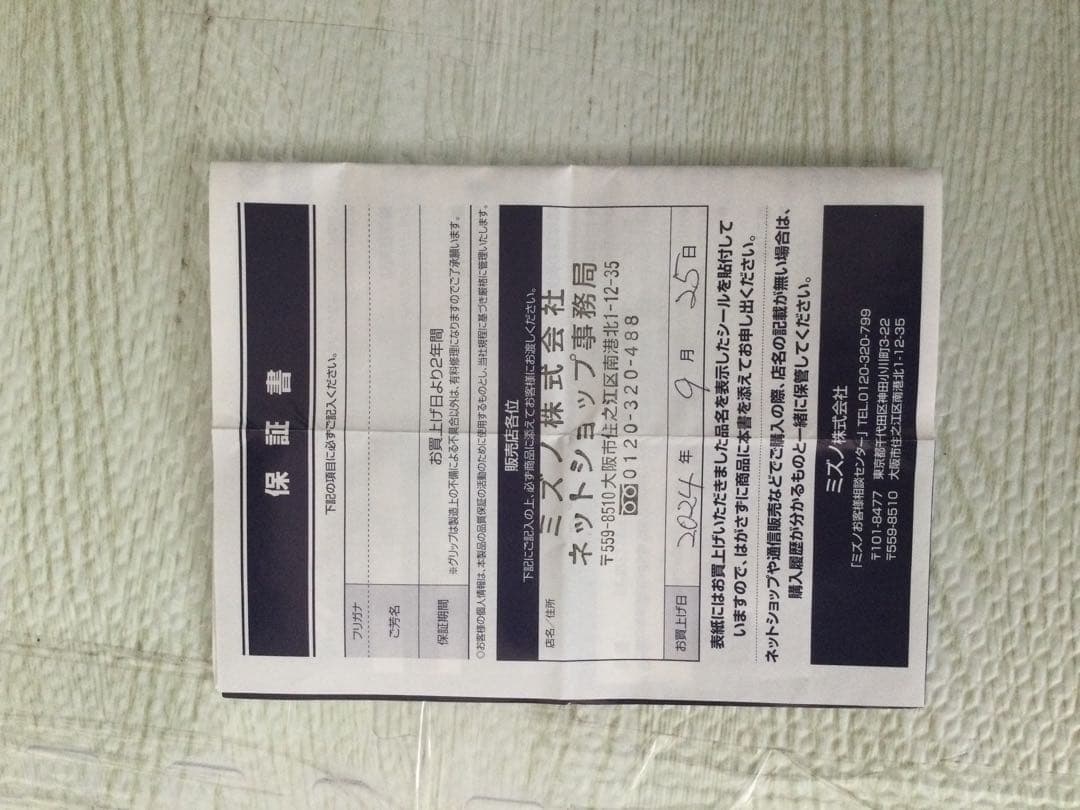 保証書
下記の項目に必ずご記入ください。
フリガナ
ご芳名
保証期間 お買上げ日より2年間
※グリップは製造上の不備による不具合以外は、有料修理になりますのでご了承願います。
○お客様の個人情報は、本製品の品質保証の活動のために使用するものとし、当社規程に基づき厳格に管理いたします。
販売店各位
下記にご記入の上、必ず商品に添えてお客様にお渡しください。
店名/住所
ミズノ株式会社
ネットショップ事務局
〒559-8510大阪市住之江区南港北1-12-35
0120-320-488
お買上げ日 2024年 9月 25日
表紙にはお買上げいただきました品名を表示したシールを貼付して
いますので、はがさずに商品に本書を添えてお申し出ください。
ネットショップや通信販売などでご購入の際、店名の記載が無い場合は、
購入履歴が分かるものと一緒に保管してください。
ミズノ株式会社
「ミズノお客様相談センター」TEL.0120-320-799
〒101-8477 東京都千代田区神田小川町3-22
〒559-8510 大阪市住之江区南港北1-12-35